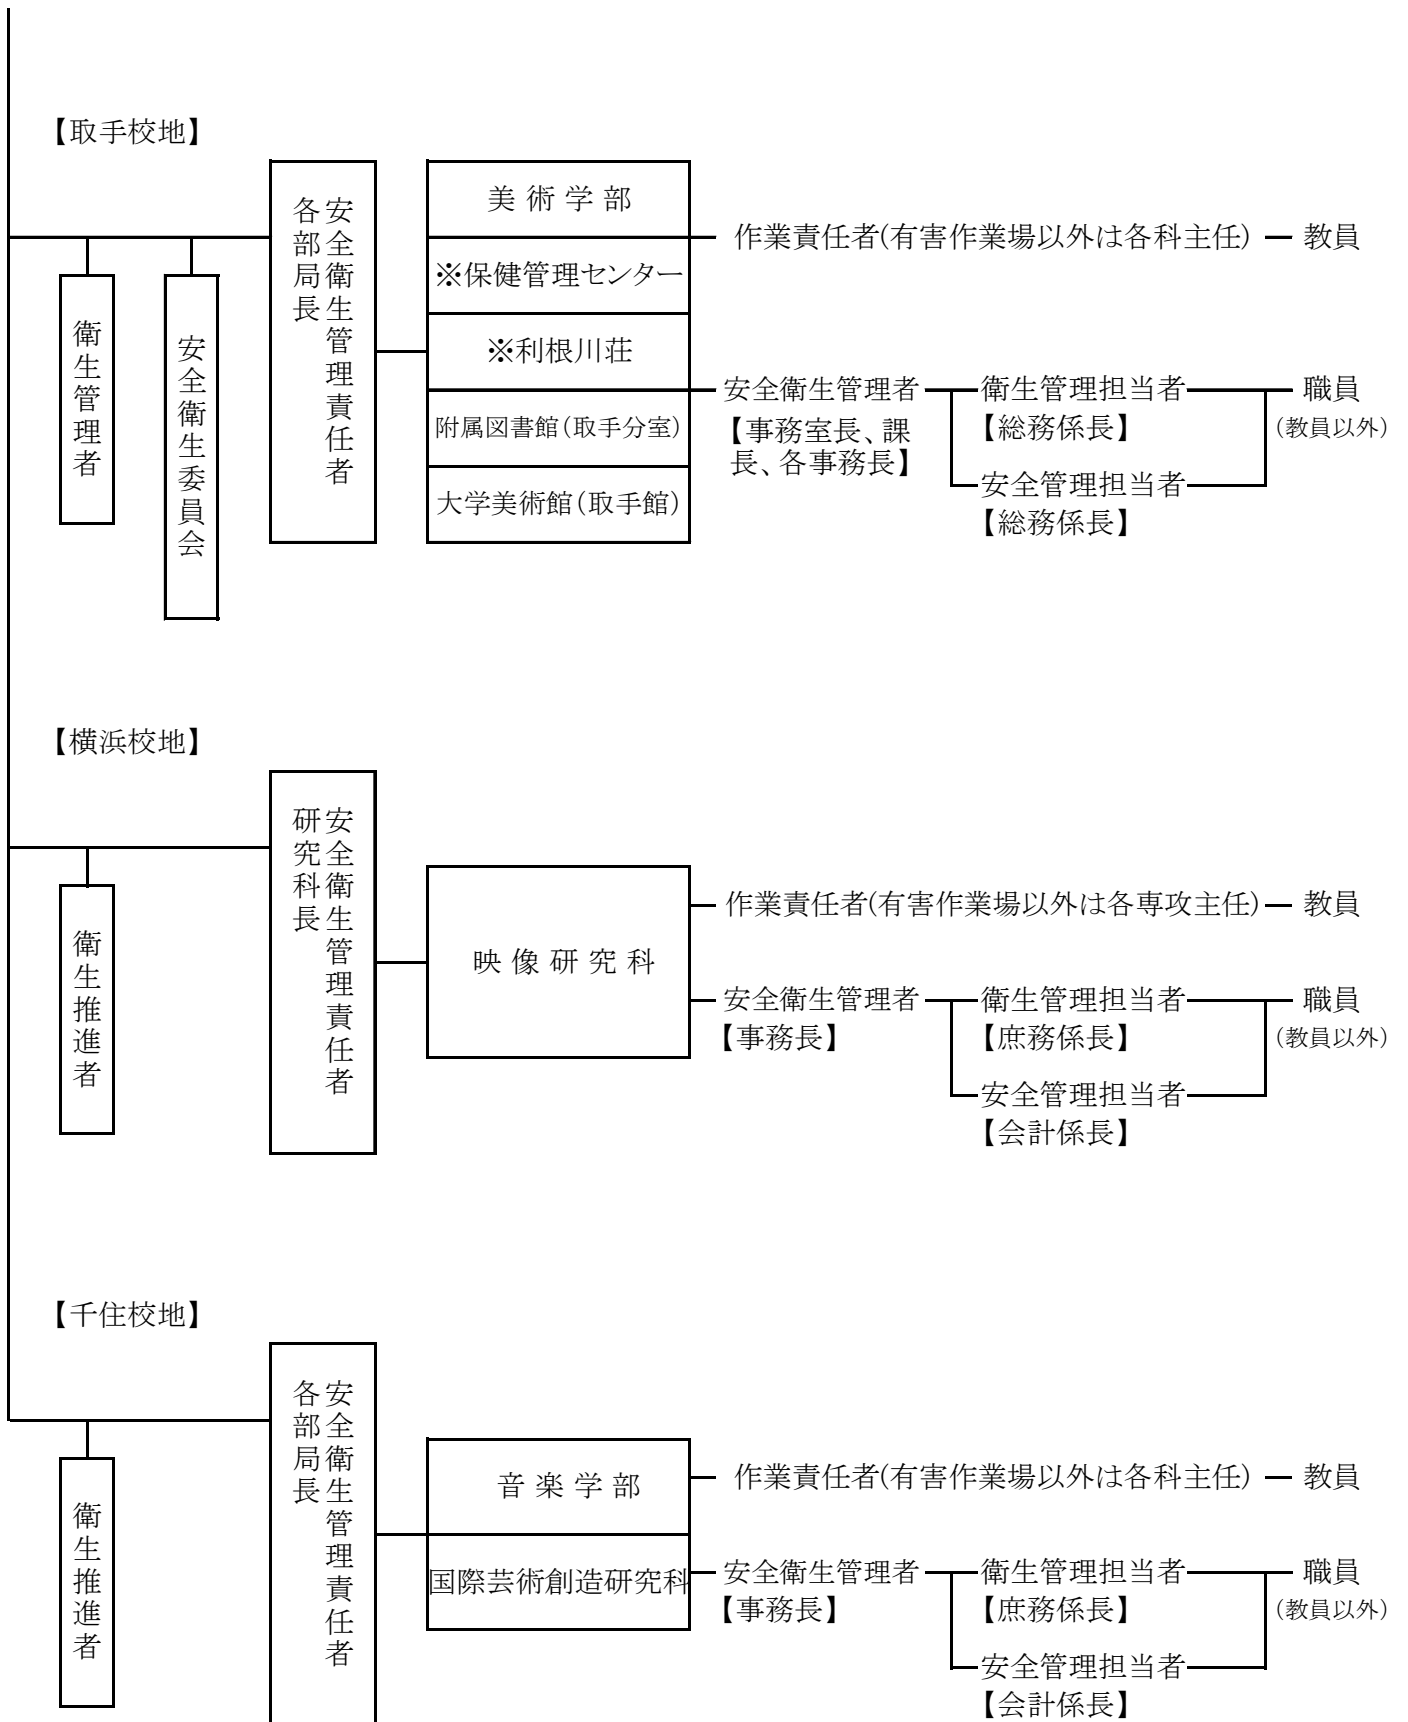 【取手校地】
衛生管理者
安全衛生委員会
安全衛生管理責任者
各部局長
美術学部
※保健管理センター
※利根川荘
附属図書館(取手分室)
大学美術館(取手館)
作業責任者(有害作業場以外は各科主任)
教員
安全衛生管理者
【事務室長、課
長、各事務長】
衛生管理担当者
【総務係長】
安全管理担当者
【総務係長】
職員
(教員以外)
【横浜校地】
衛生推進者
安全衛生管理責任者
研究科長
映像研究科
作業責任者(有害作業場以外は各専攻主任)
教員
安全衛生管理者
【事務長】
衛生管理担当者
【庶務係長】
安全管理担当者
【会計係長】
職員
(教員以外)
【千住校地】
衛生推進者
安全衛生管理責任者
各部局長
音楽学部
国際芸術創造研究科
作業責任者(有害作業場以外は各科主任)
教員
安全衛生管理者
【事務長】
衛生管理担当者
【庶務係長】
安全管理担当者
【会計係長】
職員
(教員以外)